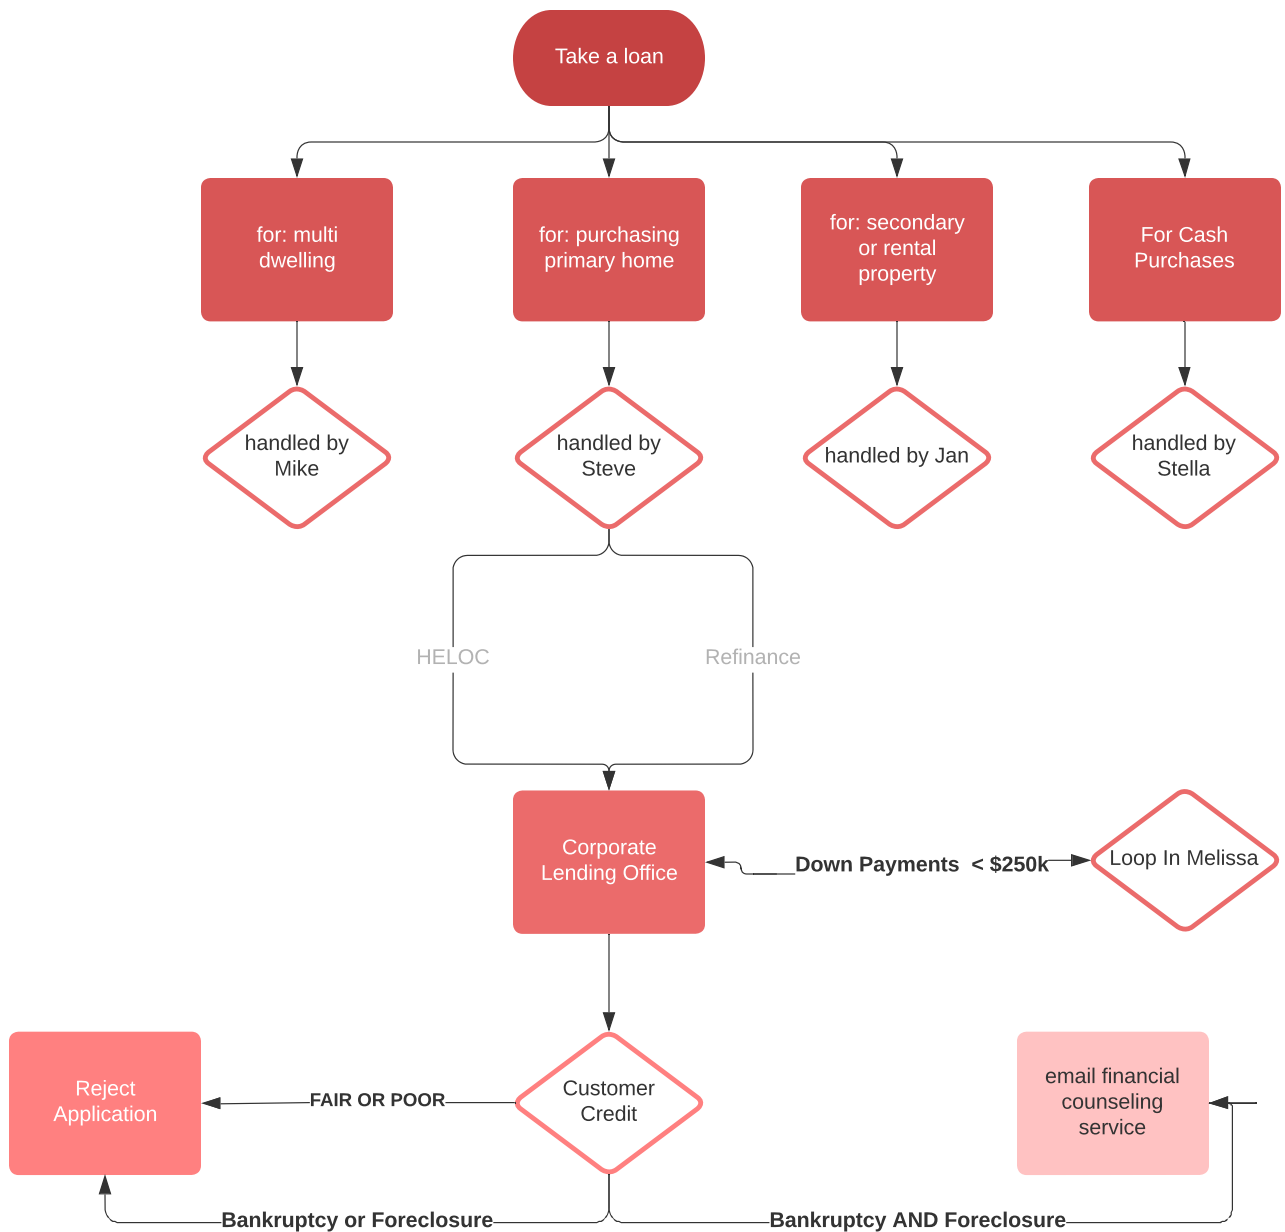 Take a loan
for: multi
dwelling
for: purchasing
primary home
for: secondary
or rental
property
For Cash
Purchases
handled by
Mike
handled by
Steve
handled by Jan
handled by
Stella
HELOC
Refinance
Corporate
Lending Office
Down Payments  < $250k
Loop In Melissa
Reject
Application
FAIR OR POOR
Customer
Credit
email financial
counseling
service
Bankruptcy or Foreclosure
Bankruptcy AND Foreclosure